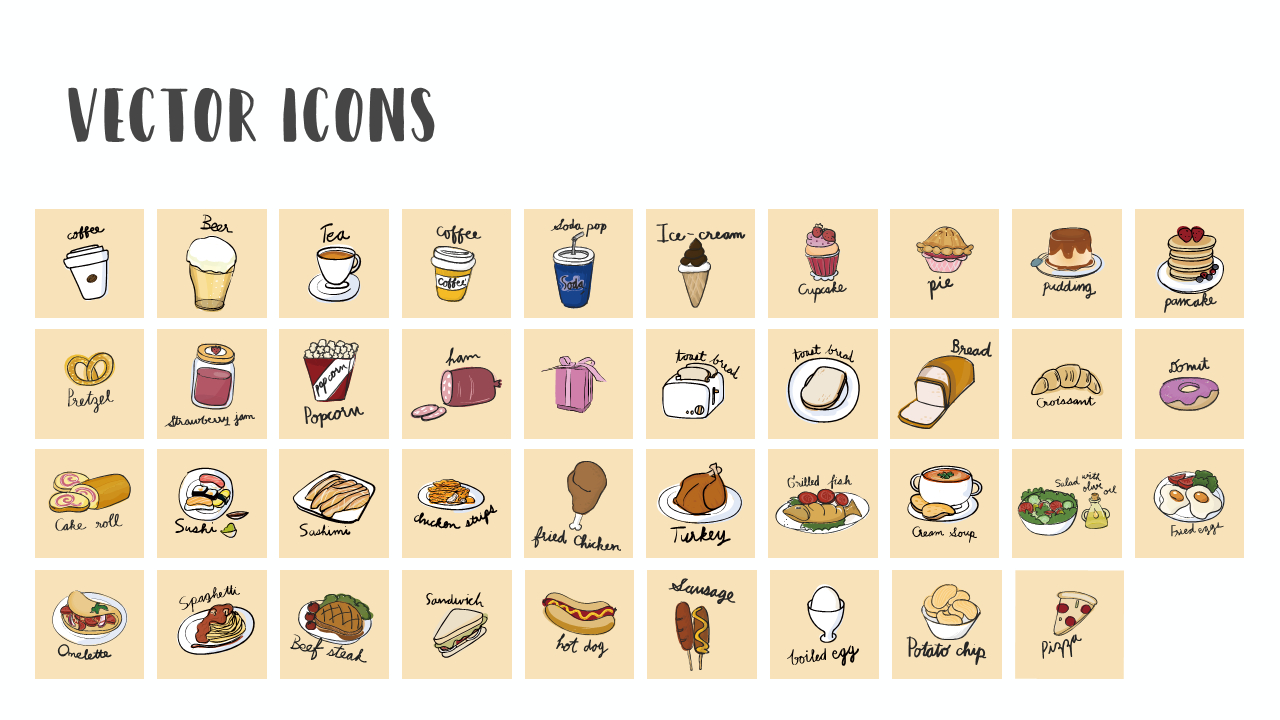 VECTOR ICONS
coffee
Beer
Tea
coffee
Coffee
Soda pop
Soda
Ice-cream
Cupcake
pie
pudding
pancake
Pretzel
Strawberry jam
popcorn
Popcorn
ham
toast bread
toast bread
Bread
Croissant
Donut
Cake roll
Sushi
Sashimi
chicken strips
fried Chicken
Turkey
Grilled fish
Cream Soup
Salad with
olive oil
Fried eggs
Omelette
Spaghetti
Beef steak
Sandwich
hot dog
Sausage
boiled egg
Potato chip
Pizza